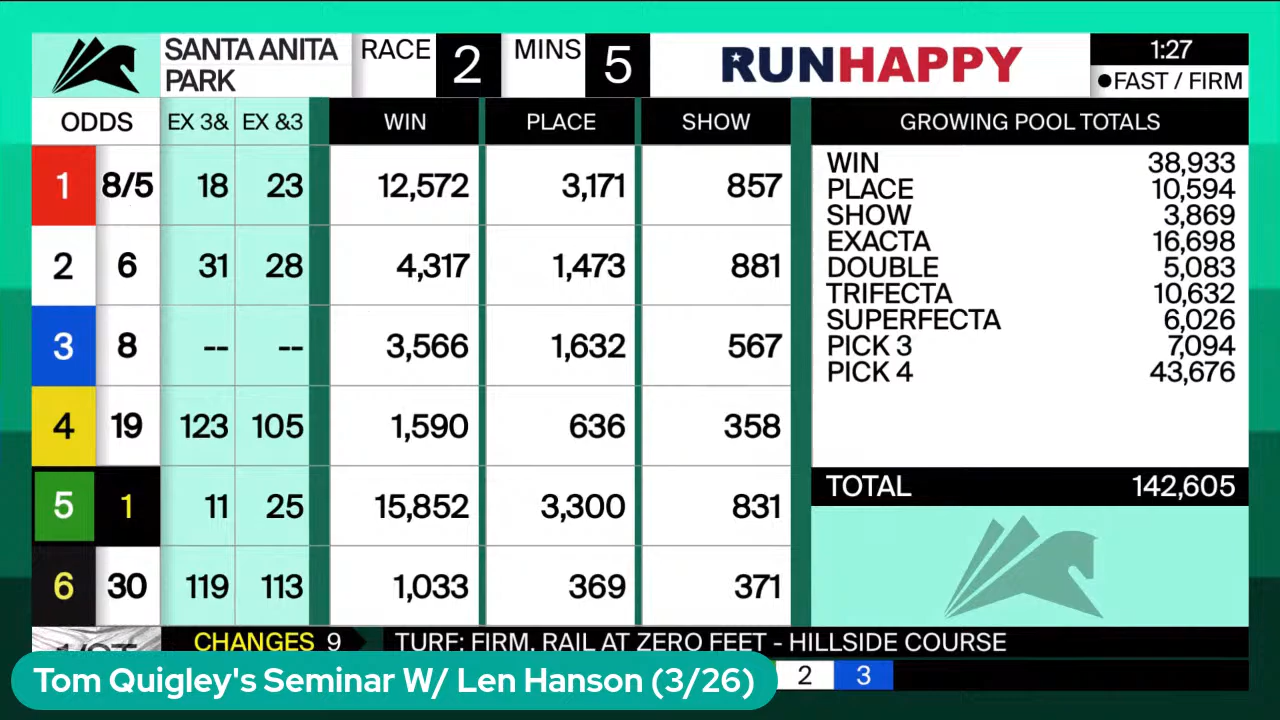 SANTA ANITA PARK RACE 2 MINS 5 RUNHAPPY 1:27
FAST / FIRM
ODDS EX 3& EX &3 WIN PLACE SHOW GROWING POOL TOTALS
1 8/5 18 23 12,572 3,171 857
2 6 31 28 4,317 1,473 881
3 8 -- -- 3,566 1,632 567
4 19 123 105 1,590 636 358
5 1 11 25 15,852 3,300 831
6 30 119 113 1,033 369 371
WIN 38,933
PLACE 10,594
SHOW 3,869
EXACTA 16,698
DOUBLE 5,083
TRIFECTA 10,632
SUPERFECTA 6,026
PICK 3 7,094
PICK 4 43,676
TOTAL 142,605
CHANGES 9 TURF: FIRM. RAIL AT ZERO FEET - HILLSIDE COURSE
Tom Quigley's Seminar W/ Len Hanson (3/26) 2 3